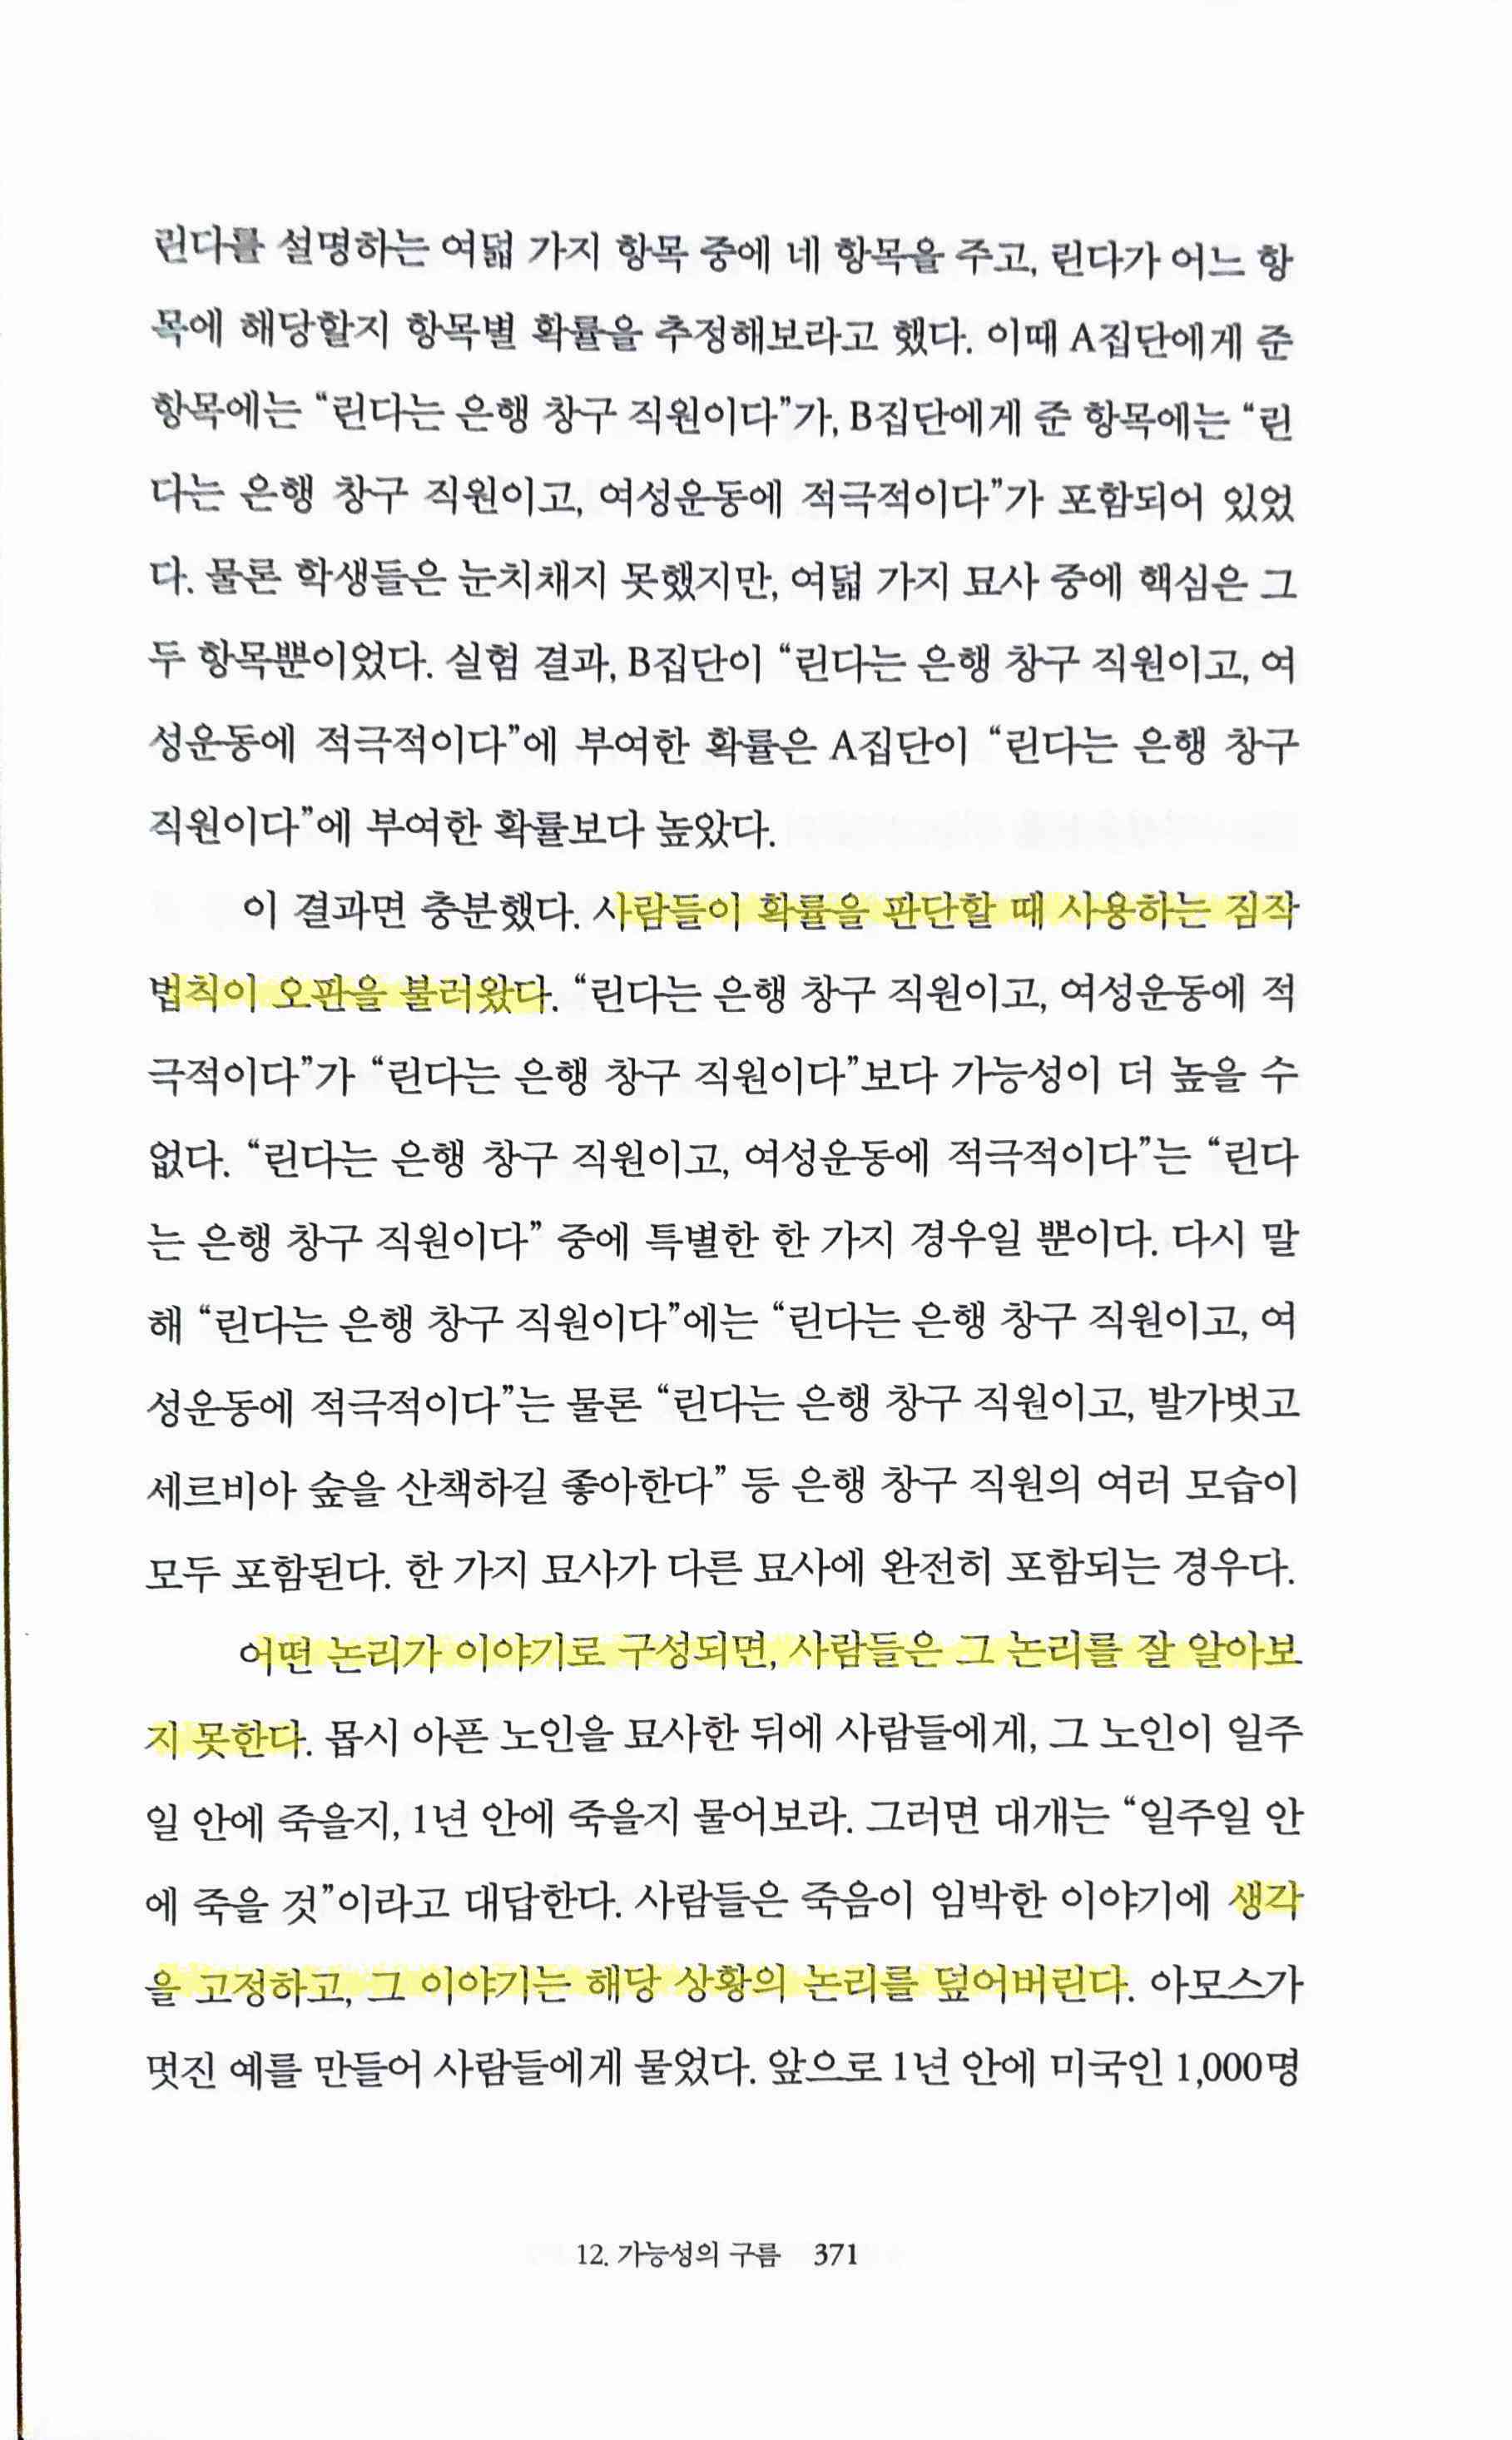 린다를 설명하는 여덟 가지 항목 중에 네 항목을 주고, 린다가 어느 항
목에 해당할지 항목별 확률을 추정해보라고 했다. 이때 A집단에게 준
항목에는 “린다는 은행 창구 직원이다”가, B집단에게 준 항목에는 “린
다는 은행 창구 직원이고, 여성운동에 적극적이다”가 포함되어 있었
다. 물론 학생들은 눈치채지 못했지만, 여덟 가지 묘사 중에 핵심은 그
두 항목뿐이었다. 실험 결과, B집단이 “린다는 은행 창구 직원이고, 여
성운동에 적극적이다”에 부여한 확률은 A집단이 “린다는 은행 창구
직원이다”에 부여한 확률보다 높았다.
이 결과면 충분했다. 사람들이 확률을 판단할 때 사용하는 짐작
법칙이 오판을 불러왔다. “린다는 은행 창구 직원이고, 여성운동에 적
극적이다”가 “린다는 은행 창구 직원이다”보다 가능성이 더 높을 수
없다. “린다는 은행 창구 직원이고, 여성운동에 적극적이다”는 “린다
는 은행 창구 직원이다” 중에 특별한 한 가지 경우일 뿐이다. 다시 말
해 “린다는 은행 창구 직원이다”에는 “린다는 은행 창구 직원이고, 여
성운동에 적극적이다”는 물론 “린다는 은행 창구 직원이고, 발가벗고
세르비아 숲을 산책하길 좋아한다” 등 은행 창구 직원의 여러 모습이
모두 포함된다. 한 가지 묘사가 다른 묘사에 완전히 포함되는 경우다.
어떤 논리가 이야기로 구성되면, 사람들은 그 논리를 잘 알아보
지 못한다. 몹시 아픈 노인을 묘사한 뒤에 사람들에게, 그 노인이 일주
일 안에 죽을지, 1년 안에 죽을지 물어보라. 그러면 대개는 “일주일 안
에 죽을 것”이라고 대답한다. 사람들은 죽음이 임박한 이야기에 생각
을 고정하고, 그 이야기는 해당 상황의 논리를 덮어버린다. 아모스가
멋진 예를 만들어 사람들에게 물었다. 앞으로 1년 안에 미국인 1,000명
12. 가능성의 구름 371